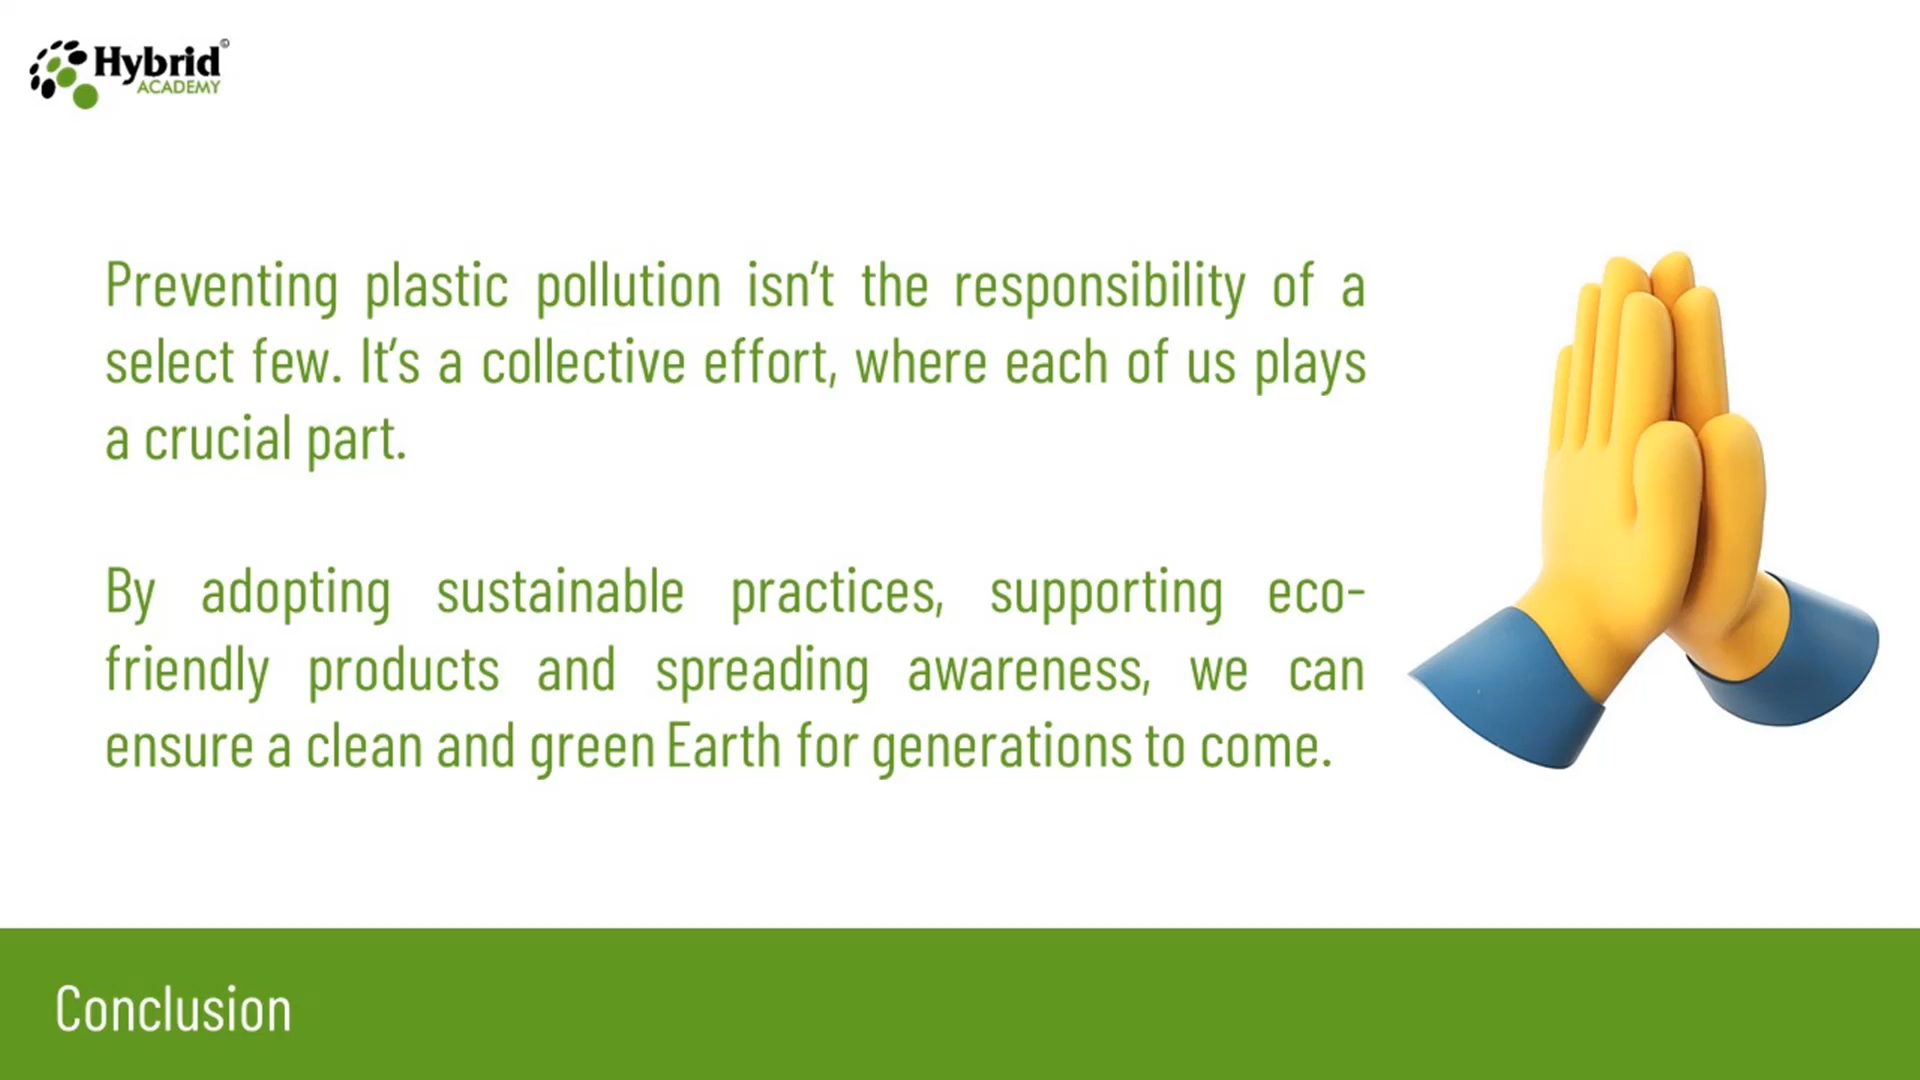 Hybrid©
ACADEMY
Preventing plastic pollution isn’t the responsibility of a
select few. It’s a collective effort, where each of us plays
a crucial part.
By adopting sustainable practices, supporting eco-
friendly products and spreading awareness, we can
ensure a clean and green Earth for generations to come.
Conclusion